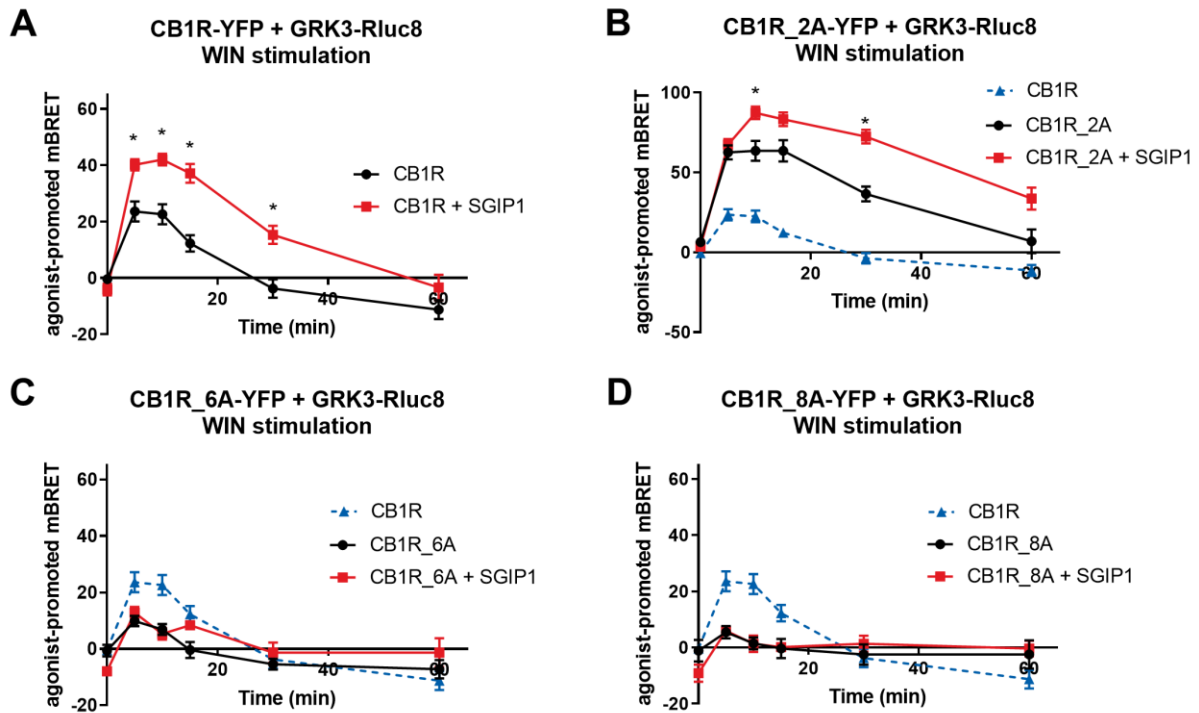 A
CB1R-YFP + GRK3-Rluc8
WIN stimulation
agonist-promoted mBRET
60
40
20
0
-20
20
40
60
Time (min)
* * * *
CB1R
CB1R + SGIP1
B
CB1R_2A-YFP + GRK3-Rluc8
WIN stimulation
agonist-promoted mBRET
100
50
0
-50
20
40
60
Time (min)
* *
CB1R
CB1R_2A
CB1R_2A + SGIP1
C
CB1R_6A-YFP + GRK3-Rluc8
WIN stimulation
agonist-promoted mBRET
60
40
20
0
-20
20
40
60
Time (min)
CB1R
CB1R_6A
CB1R_6A + SGIP1
D
CB1R_8A-YFP + GRK3-Rluc8
WIN stimulation
agonist-promoted mBRET
60
40
20
0
-20
20
40
60
Time (min)
CB1R
CB1R_8A
CB1R_8A + SGIP1